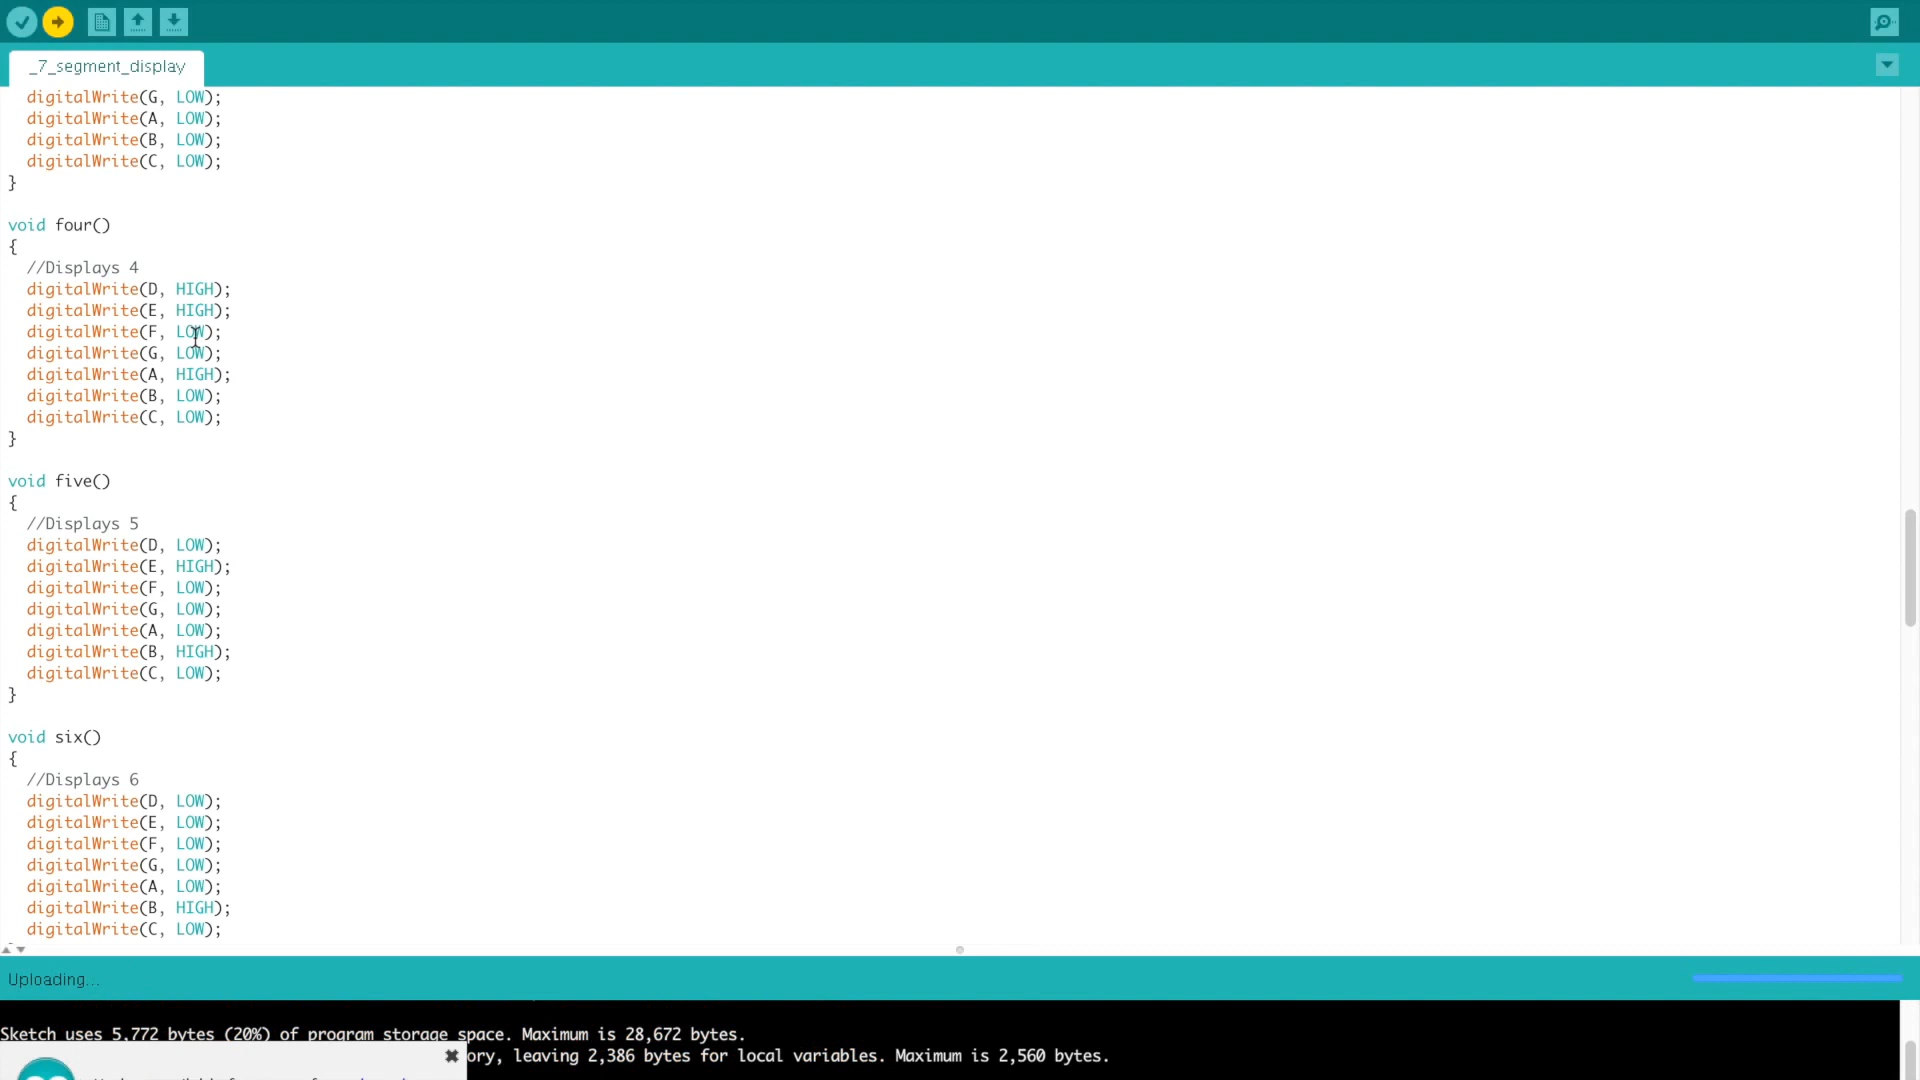 _7_segment_display
digitalWrite(G, LOW);
digitalWrite(A, LOW);
digitalWrite(B, LOW);
digitalWrite(C, LOW);
}
void four()
{
//Displays 4
digitalWrite(D, HIGH);
digitalWrite(E, HIGH);
digitalWrite(F, LOW);
digitalWrite(G, LOW);
digitalWrite(A, HIGH);
digitalWrite(B, LOW);
digitalWrite(C, LOW);
}
void five()
{
//Displays 5
digitalWrite(D, LOW);
digitalWrite(E, HIGH);
digitalWrite(F, LOW);
digitalWrite(G, LOW);
digitalWrite(A, LOW);
digitalWrite(B, HIGH);
digitalWrite(C, LOW);
}
void six()
{
//Displays 6
digitalWrite(D, LOW);
digitalWrite(E, LOW);
digitalWrite(F, LOW);
digitalWrite(G, LOW);
digitalWrite(A, LOW);
digitalWrite(B, HIGH);
digitalWrite(C, LOW);
Uploading...
Sketch uses 5,772 bytes (20%) of program storage space. Maximum is 28,672 bytes.
ory, leaving 2,386 bytes for local variables. Maximum is 2,560 bytes.